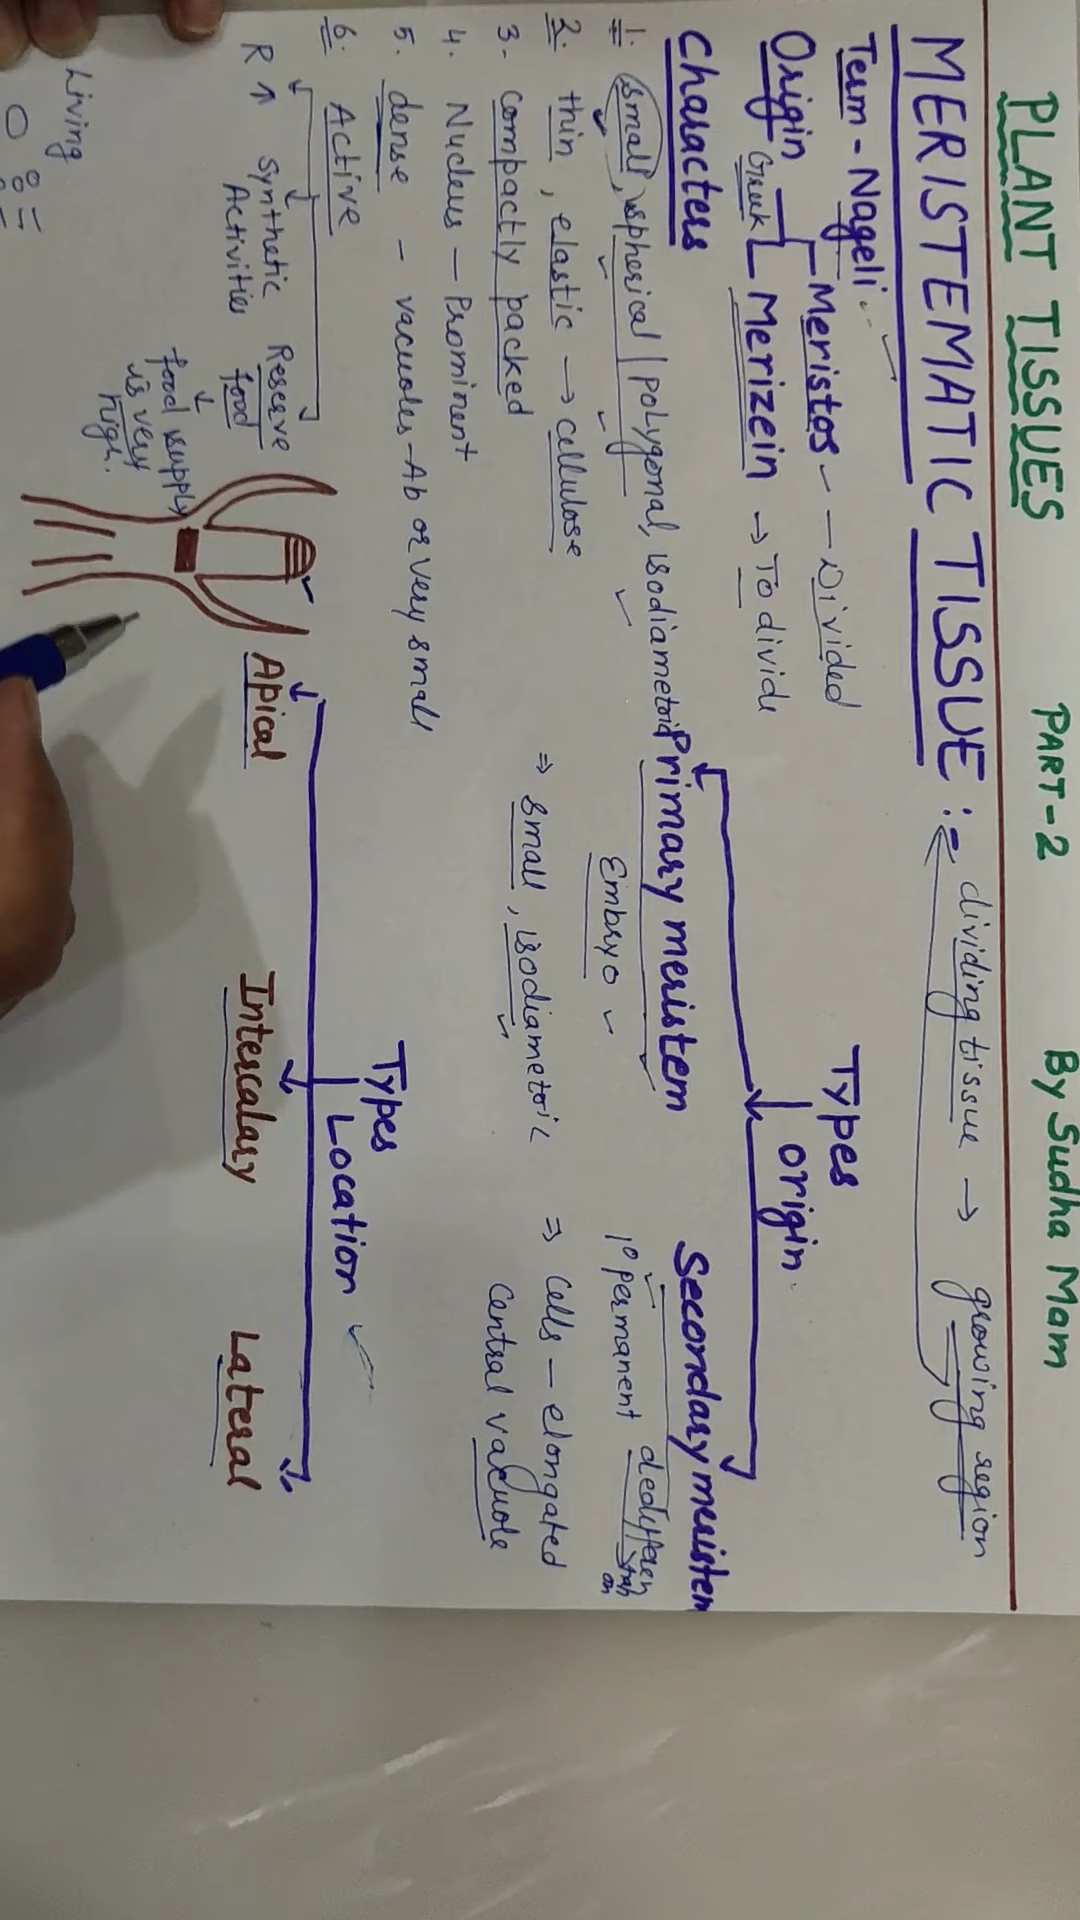 PLANT TISSUES PART-2 By Sudha Mam
MERISTEMATIC TISSUE :- dividing tissue → growing region
Term - Nageli
Origin Meristos - - Divided
Greek Merizein → To divide
Characters
1. small, spherical | polygonal, isodiametric
2. thin, elastic → cellulose
3. compactly packed
4. Nucleus - Prominent
5. dense - vacuoles - Ab or very small
6. Active
R ↑ Synthetic Activities
Reserve food
↓
food supply is very high.
Living
Types
origin
Primary meristem
Embryo
⇒ small, isodiametric
Secondary meristem
1° permanent dedifferentiation
⇒ Cells - elongated
Central vacuole
Types
Location
Apical Intercalary Lateral